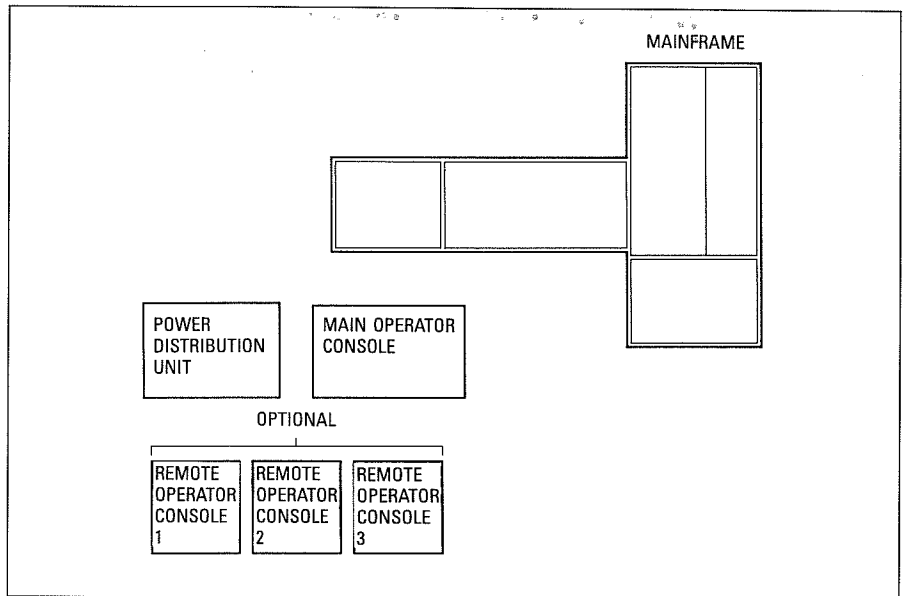 MAINFRAME
POWER
DISTRIBUTION
UNIT
MAIN OPERATOR
CONSOLE
OPTIONAL
REMOTE
OPERATOR
CONSOLE
1
REMOTE
OPERATOR
CONSOLE
2
REMOTE
OPERATOR
CONSOLE
3